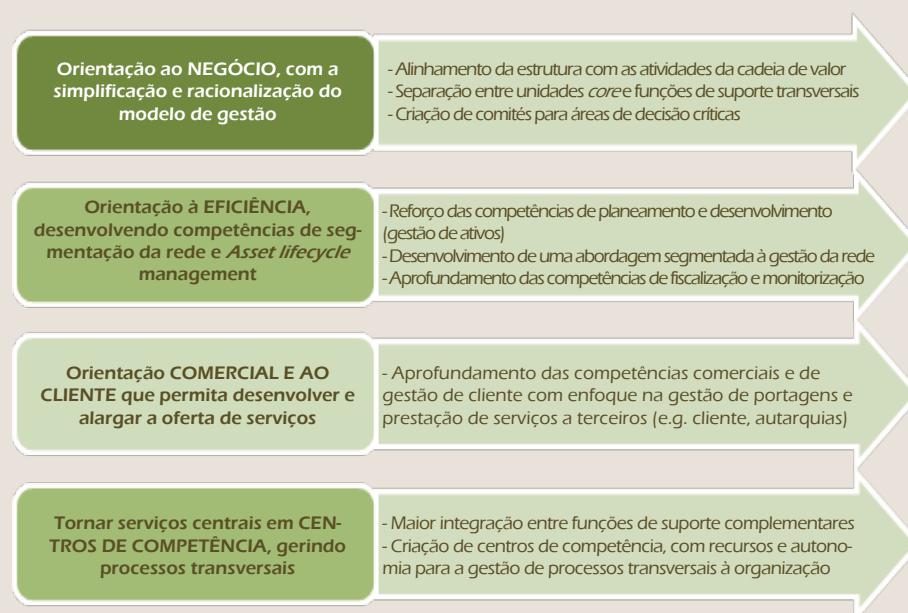 Orientação ao NEGÓCIO, com a
simplificação e racionalização do
modelo de gestão
- Alinhamento da estrutura com as atividades da cadeia de valor
- Separação entre unidades core e funções de suporte transversais
- Criação de comités para áreas de decisão críticas
Orientação à EFICIÊNCIA,
desenvolvendo competências de seg-
mentação da rede e Asset lifecycle
management
- Reforço das competências de planeamento e desenvolvimento
(gestão de ativos)
- Desenvolvimento de uma abordagem segmentada à gestão da rede
- Aprofundamento das competências de fiscalização e monitorização
Orientação COMERCIAL E AO
CLIENTE que permita desenvolver e
alargar a oferta de serviços
- Aprofundamento das competências comerciais e de
gestão de cliente com enfoque na gestão de portagens e
prestação de serviços a terceiros (e.g. cliente, autarquias)
Tornar serviços centrais em CEN-
TROS DE COMPETÊNCIA, gerindo
processos transversais
- Maior integração entre funções de suporte complementares
- Criação de centros de competência, com recursos e autono-
mia para a gestão de processos transversais à organização